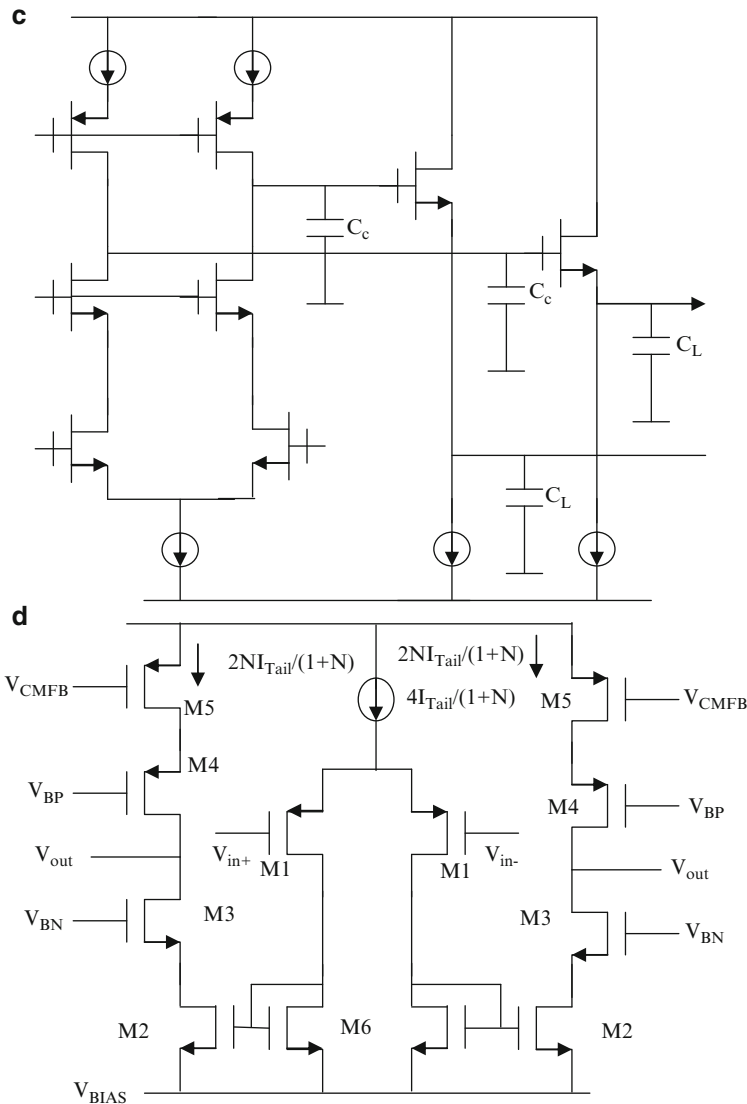 c
C_c
C_c
C_L
C_L
d
2NI_Tail/(1+N) 2NI_Tail/(1+N)
V_CMFB M5 4I_Tail/(1+N) M5 V_CMFB
M4
V_BP M4 V_BP
V_out V_in+ M1 M1 V_in- V_out
V_BN M3 M3 V_BN
M2 M6 M2
V_BIAS